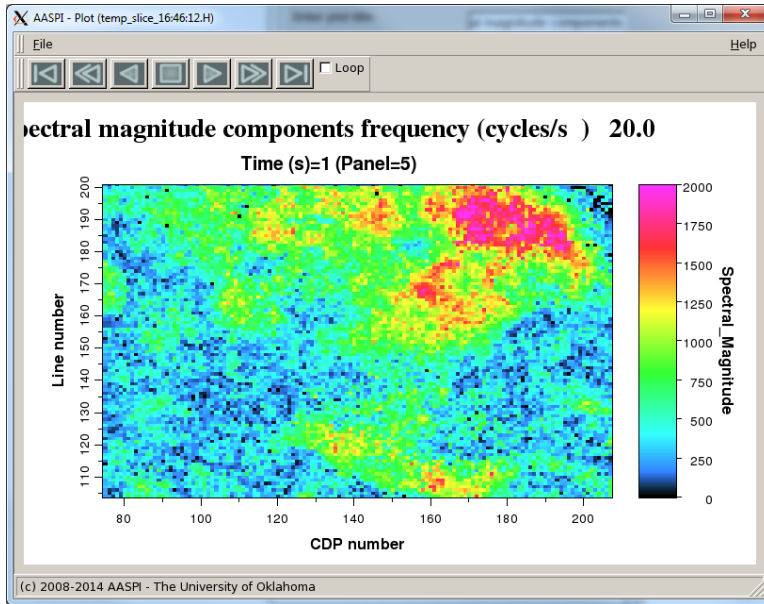 AASPI - Plot (temp_slice_16:46:12.H)
File
Help
Loop
pectral magnitude components frequency (cycles/s ) 20.0
Time (s)=1 (Panel=5)
200
190
180
170
160
150
140
130
120
110
Line number
80
100
120
140
160
180
200
CDP number
2000
1750
1500
1250
1000
750
500
250
0
Spectral_Magnitude
(c) 2008-2014 AASPI - The University of Oklahoma